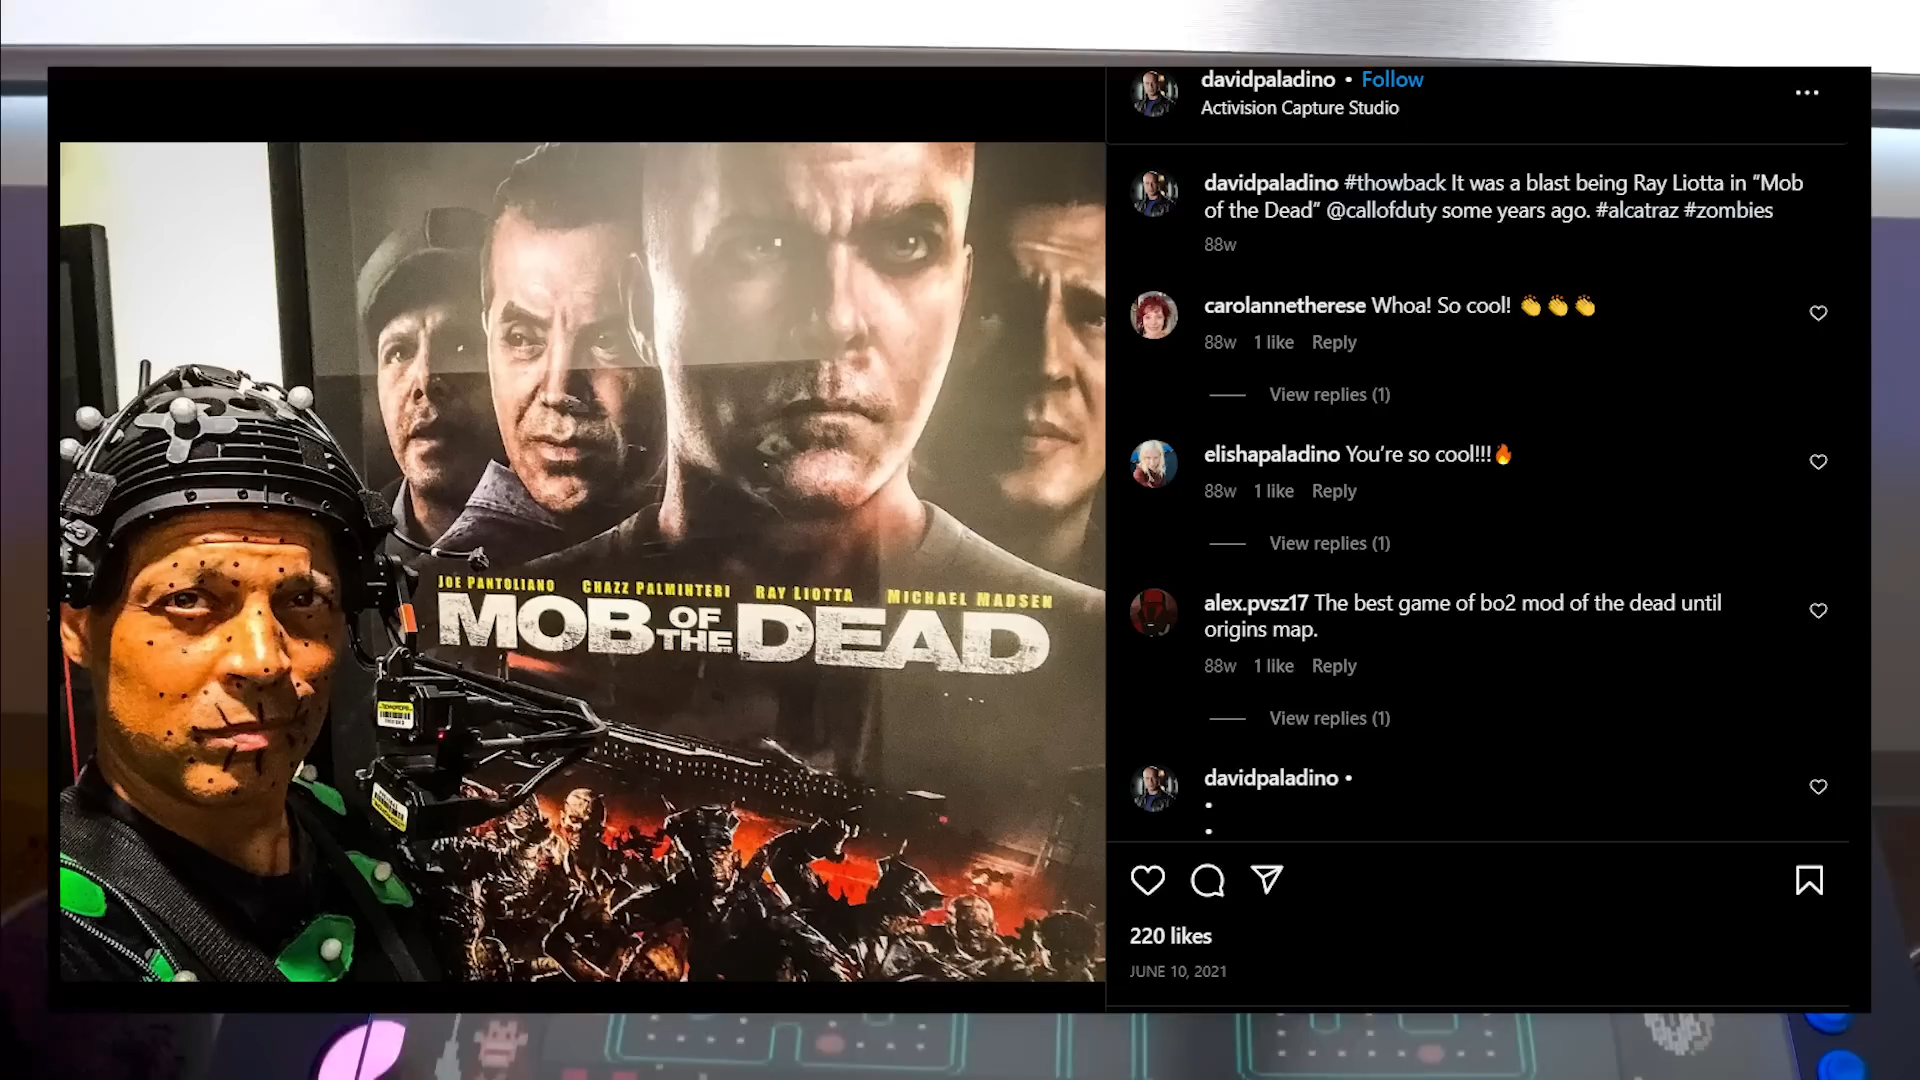 davidpaladino • Follow
Activision Capture Studio
davidpaladino #thowback It was a blast being Ray Liotta in “Mob
of the Dead” @callofduty some years ago. #alcatraz #zombies
88w
carolannetherese Whoa! So cool! 👏👏👏
88w 1 like Reply
View replies (1)
elishapaladino You’re so cool!!!🔥
88w 1 like Reply
View replies (1)
alex.pvsz17 The best game of bo2 mod of the dead until
origins map.
88w 1 like Reply
View replies (1)
davidpaladino •
•
•
220 likes
JUNE 10, 2021
JOE PANTOLIANO CHAZZ PALMINTERI RAY LIOTTA MICHAEL MADSEN
MOB OF THE DEAD